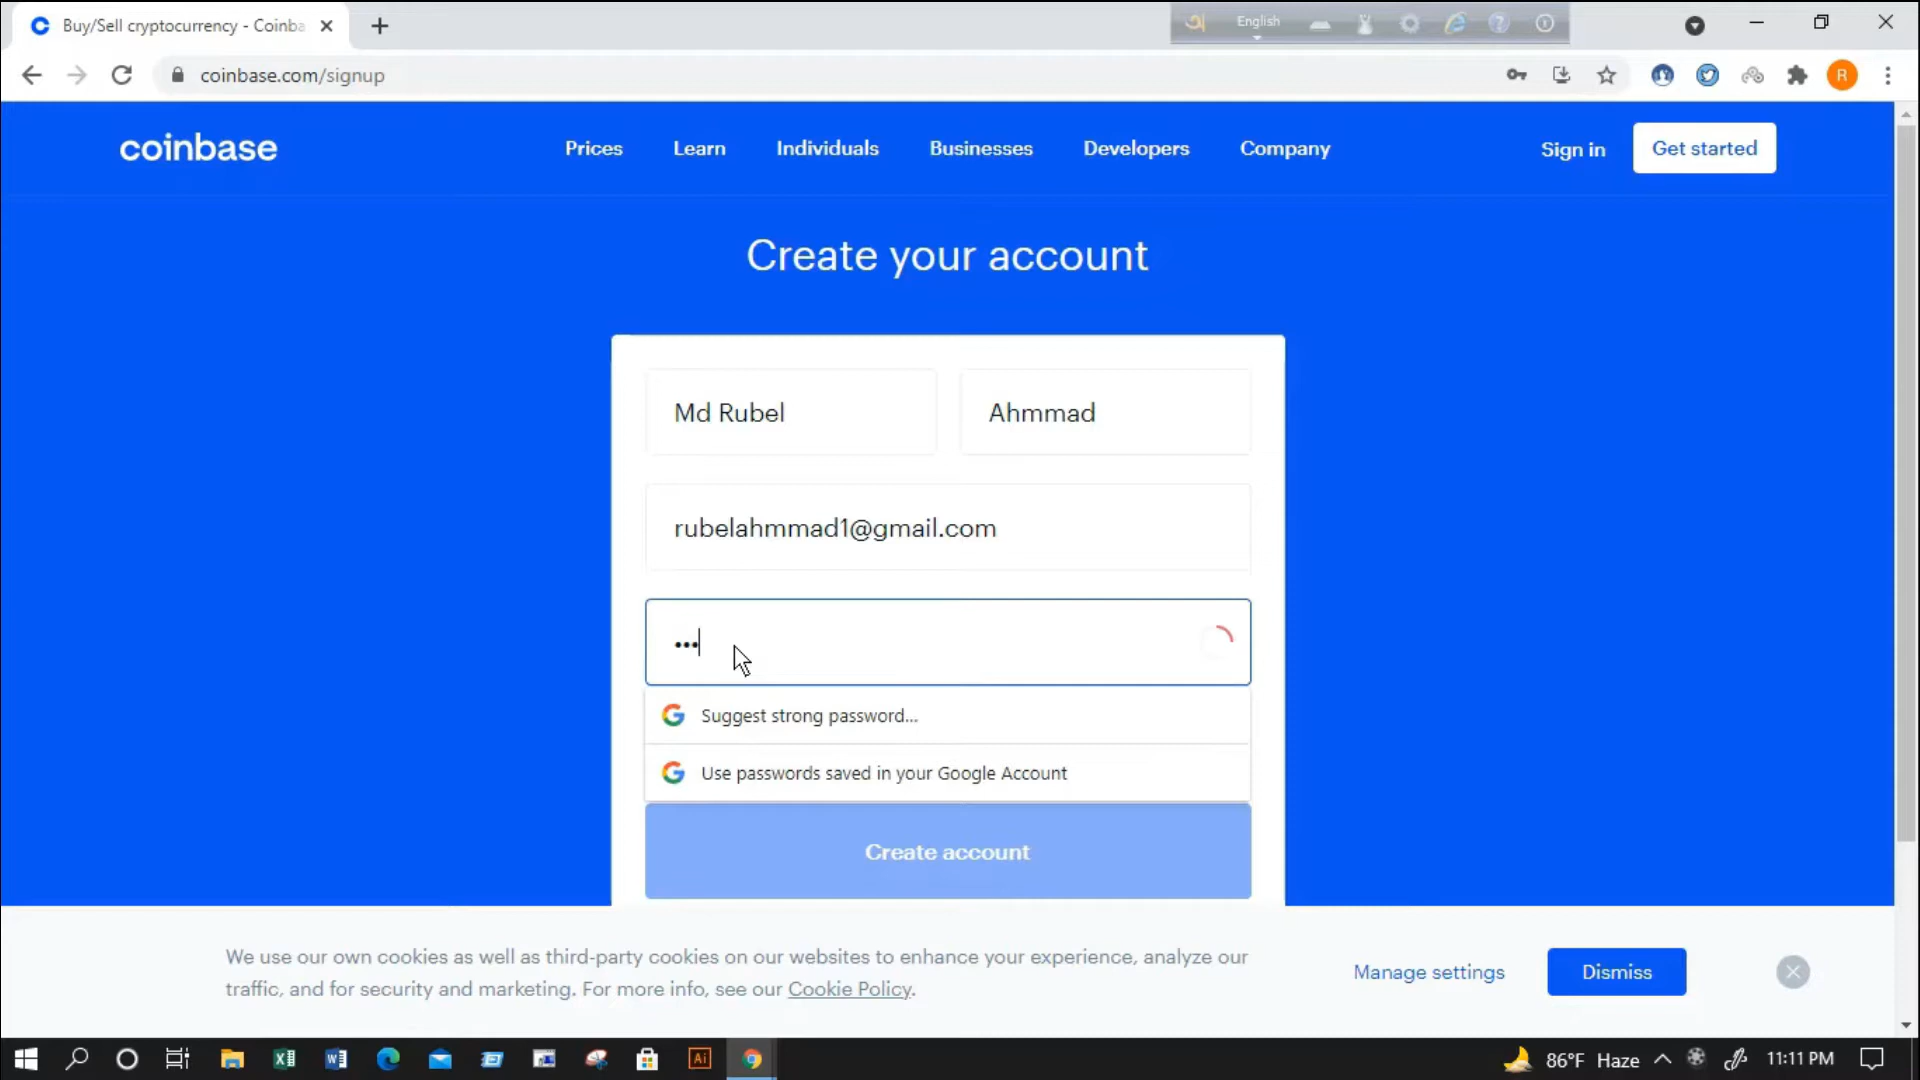 Buy/Sell cryptocurrency - Coinba
অ English
coinbase.com/signup
R
coinbase
Prices Learn Individuals Businesses Developers Company Sign in Get started
Create your account
Md Rubel Ahmmad
rubelahmmad1@gmail.com
•••
Suggest strong password...
Use passwords saved in your Google Account
Create account
We use our own cookies as well as third-party cookies on our websites to enhance your experience, analyze our
traffic, and for security and marketing. For more info, see our Cookie Policy.
Manage settings Dismiss
Ai 86°F Haze 11:11 PM